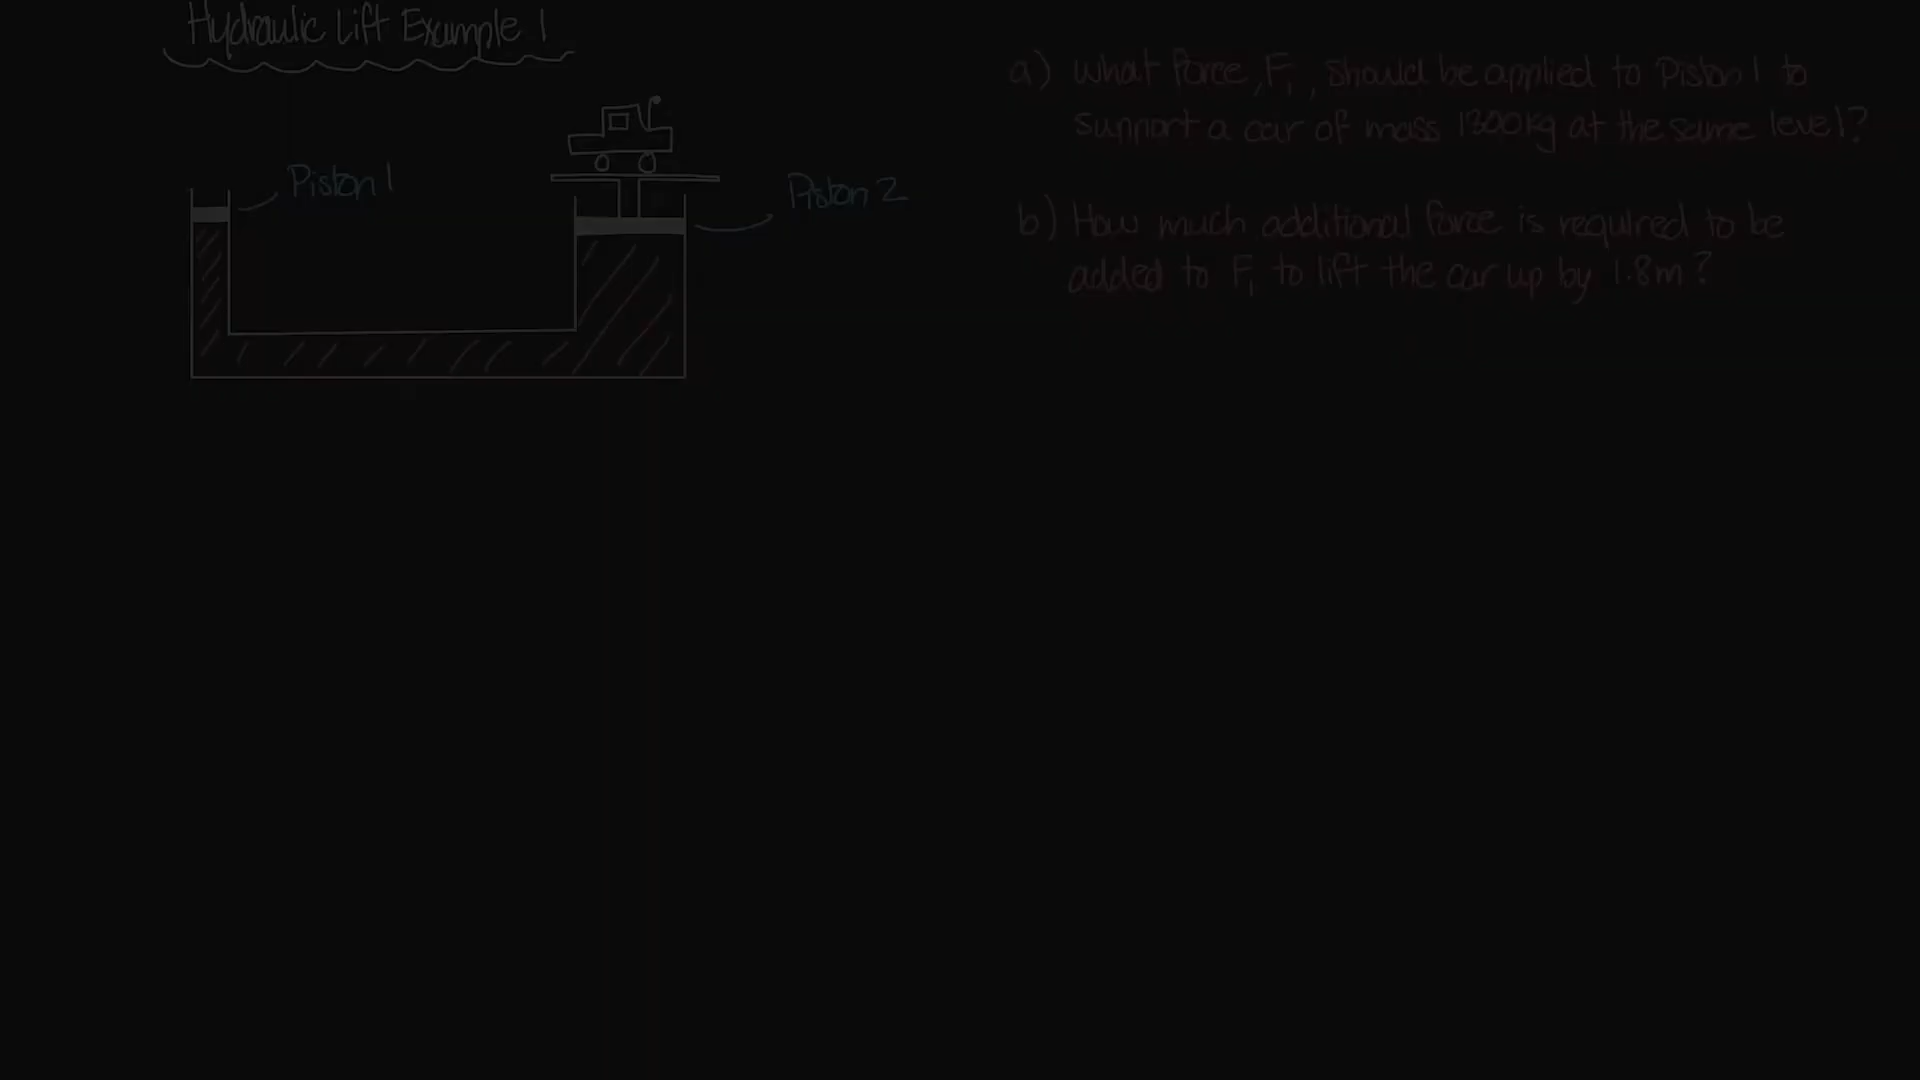 Hydraulic Lift Example 1
a) What force, F₁, should be applied to Piston 1 to
support a car of mass 1300kg at the same level?
Piston 1
Piston 2
b) How much additional force is required to be
added to F₁ to lift the car up by 1.8m?